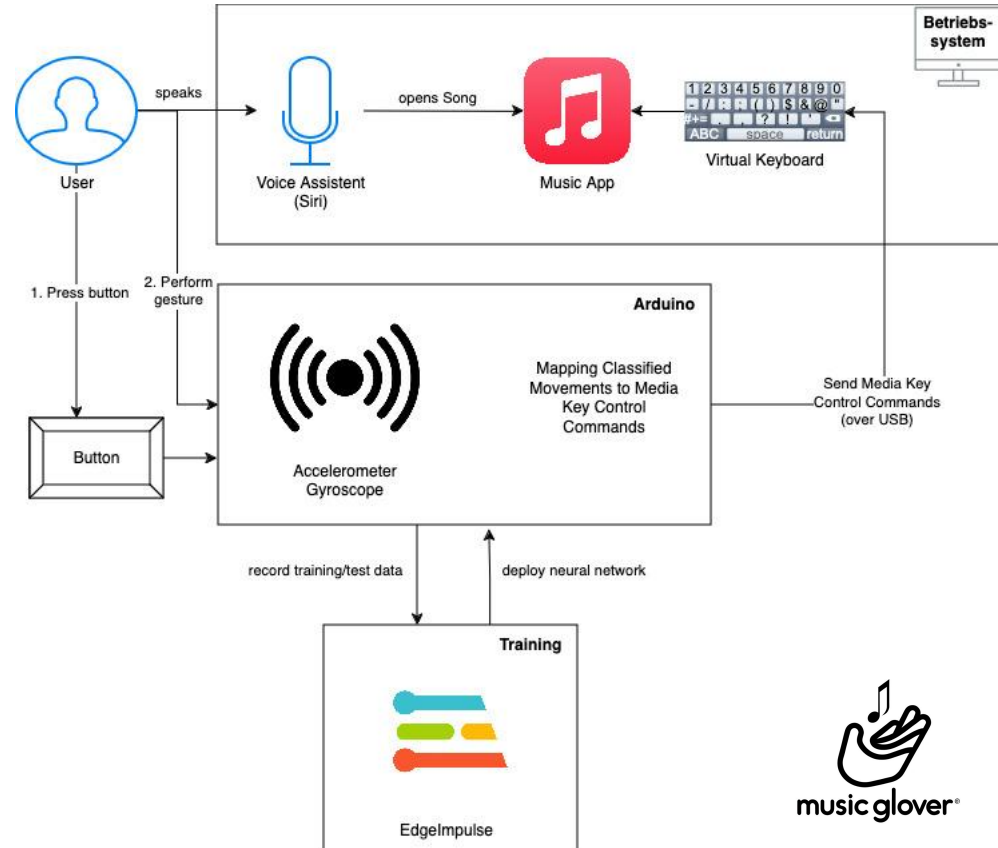 Betriebs-
system
speaks
opens Song
1 2 3 4 5 6 7 8 9 0
- / : ; ( ) $ & @ "
#+= . , ? ! '
ABC space return
User
Voice Assistent
(Siri)
Music App
Virtual Keyboard
1. Press button
2. Perform
gesture
Arduino
Mapping Classified
Movements to Media
Key Control
Commands
Send Media Key
Control Commands
(over USB)
Button
Accelerometer
Gyroscope
record training/test data
deploy neural network
Training
EdgeImpulse
music glover®